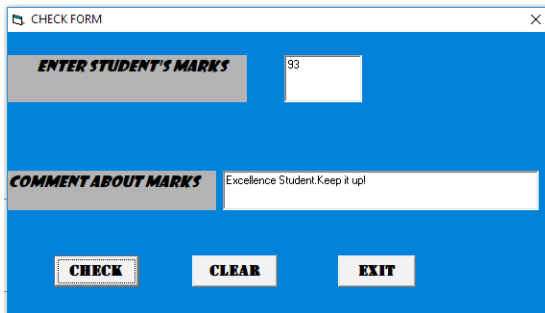 CHECK FORM
ENTER STUDENT'S MARKS
93
COMMENT ABOUT MARKS
Excellence Student.Keep it up!
CHECK
CLEAR
EXIT